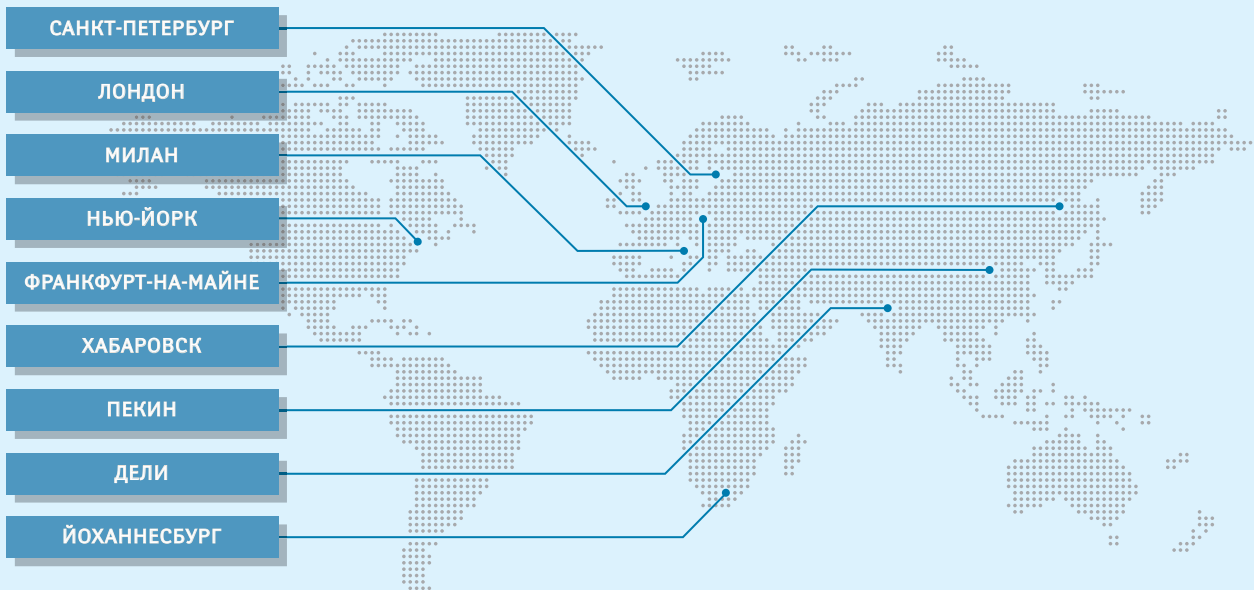 САНКТ-ПЕТЕРБУРГ
ЛОНДОН
МИЛАН
НЬЮ-ЙОРК
ФРАНКФУРТ-НА-МАЙНЕ
ХАБАРОВСК
ПЕКИН
ДЕЛИ
ЙОХАННЕСБУРГ